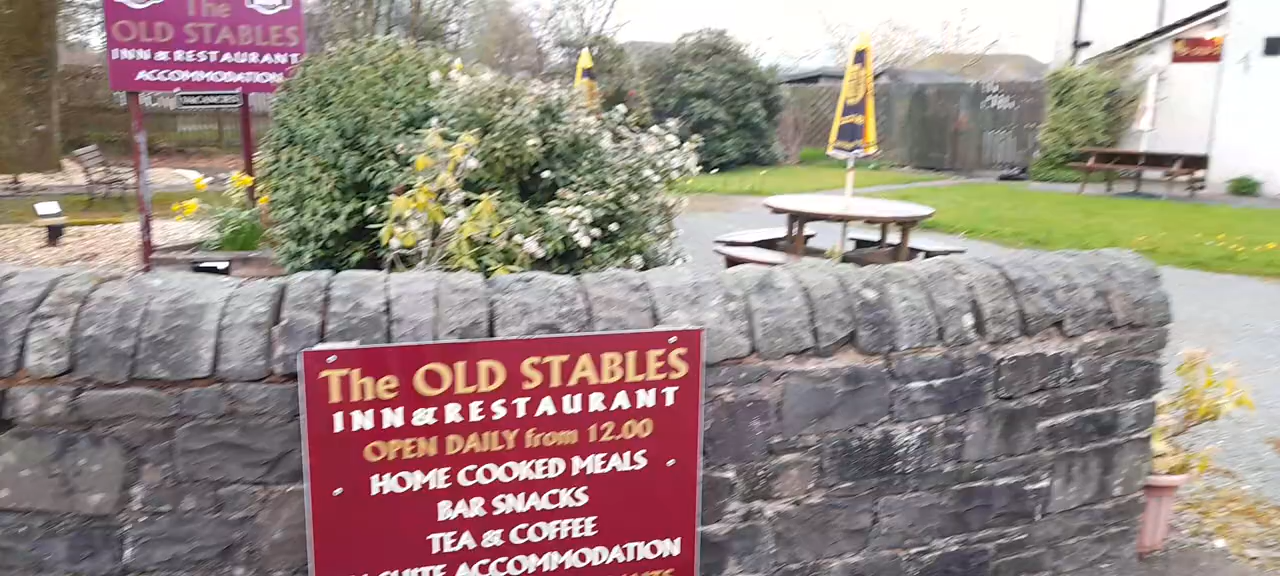 The
OLD STABLES
INN & RESTAURANT
ACCOMMODATION
VACANCIES
The OLD STABLES
INN & RESTAURANT
OPEN DAILY from 12.00
HOME COOKED MEALS
BAR SNACKS
TEA & COFFEE
SUITE ACCOMMODATION